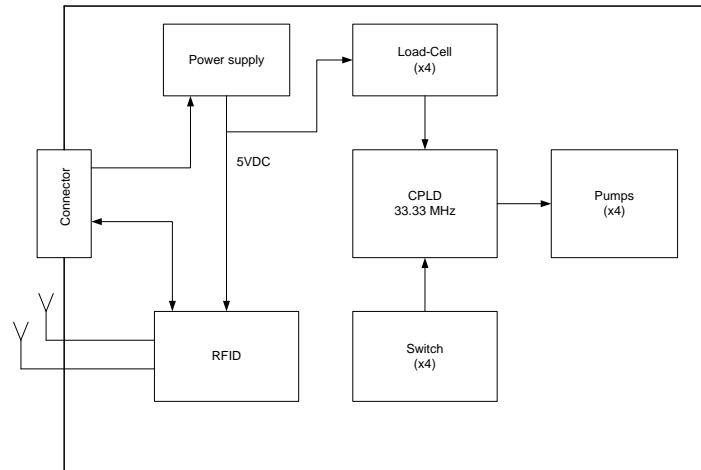 Power supply
Load-Cell
(x4)
5VDC
Connector
CPLD
33.33 MHz
Pumps
(x4)
RFID
Switch
(x4)